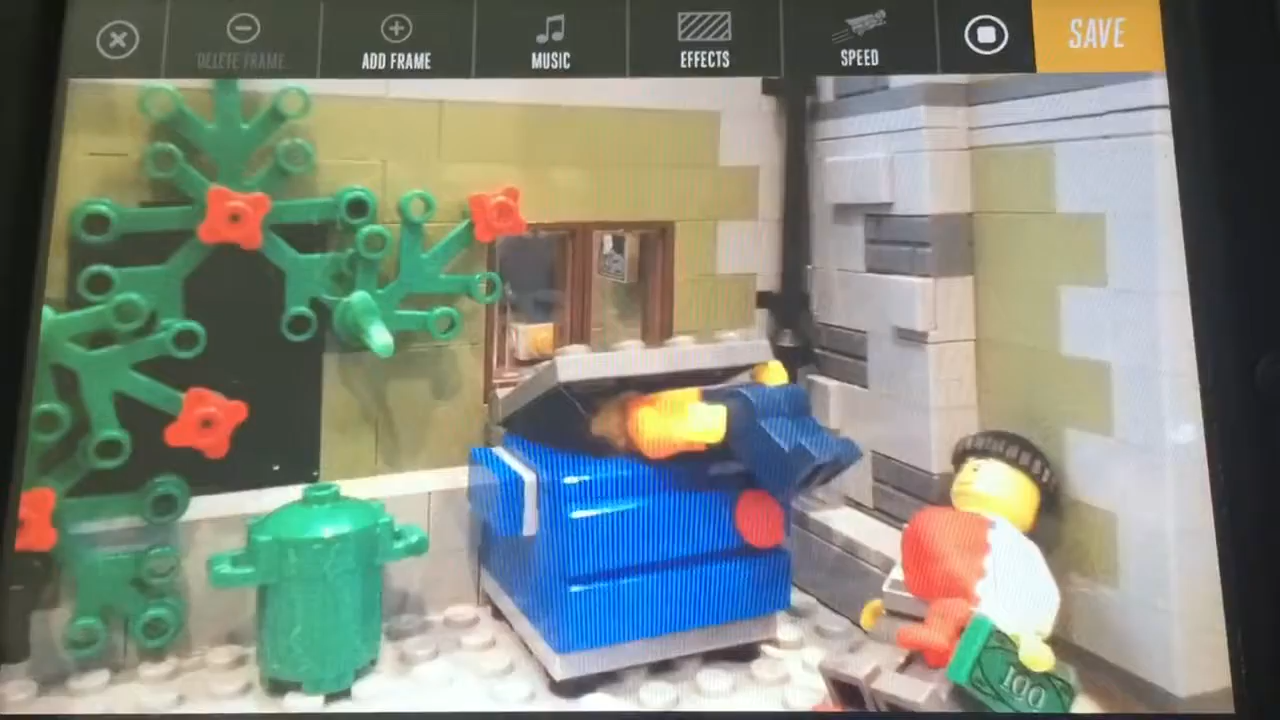 DELETE FRAME
ADD FRAME
MUSIC
EFFECTS
SPEED
SAVE
100